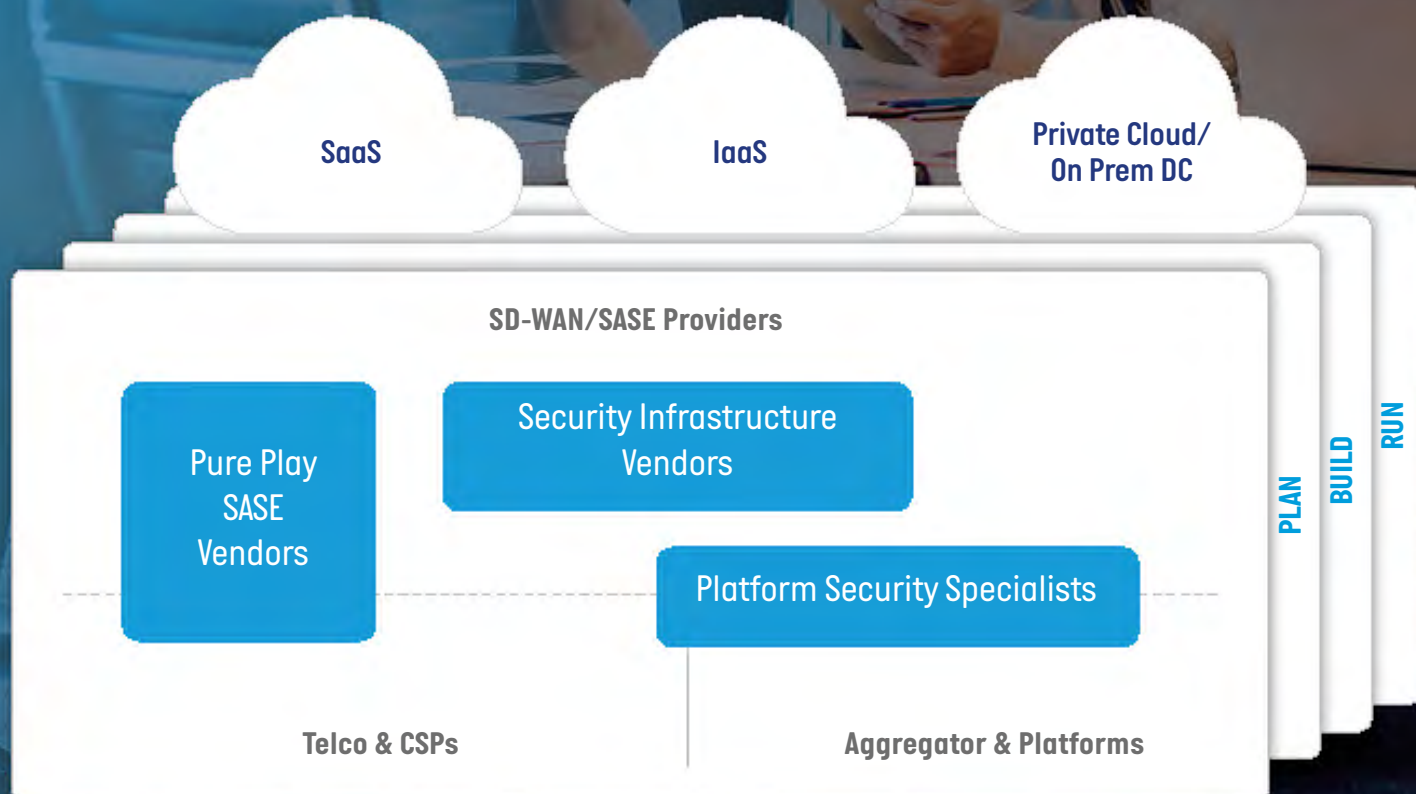 SaaS
IaaS
Private Cloud/
On Prem DC
SD-WAN/SASE Providers
Pure Play
SASE
Vendors
Security Infrastructure
Vendors
Platform Security Specialists
Telco & CSPs
Aggregator & Platforms
PLAN
BUILD
RUN